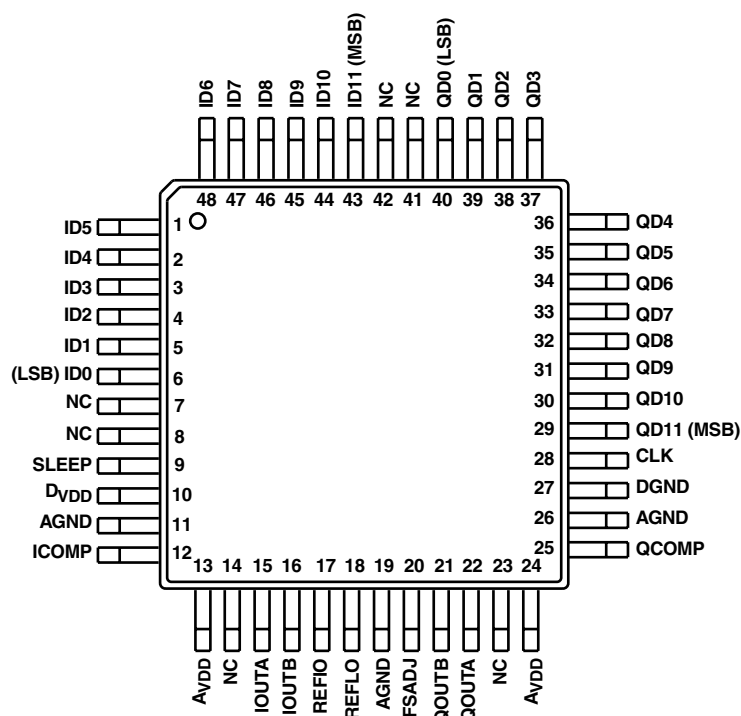 ID6 ID7 ID8 ID9 ID10 ID11 (MSB) NC NC QD0 (LSB) QD1 QD2 QD3
48 47 46 45 44 43 42 41 40 39 38 37
ID5 1 36 QD4
ID4 2 35 QD5
ID3 3 34 QD6
ID2 4 33 QD7
ID1 5 32 QD8
(LSB) ID0 6 31 QD9
NC 7 30 QD10
NC 8 29 QD11 (MSB)
SLEEP 9 28 CLK
DVDD 10 27 DGND
AGND 11 26 AGND
ICOMP 12 25 QCOMP
13 14 15 16 17 18 19 20 21 22 23 24
AVDD NC IOUTA IOUTB REFIO REFLO AGND FSADJ QOUTB QOUTA NC AVDD